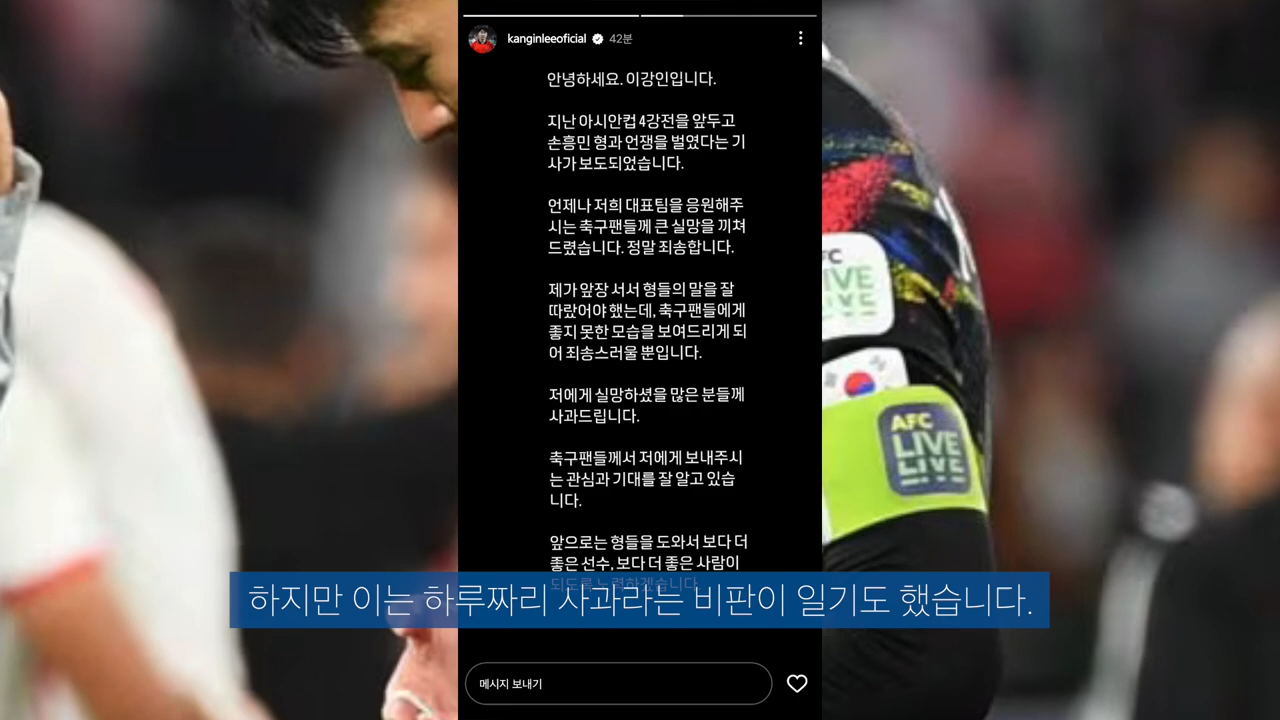 kanginleeoficial 42분
안녕하세요. 이강인입니다.
지난 아시안컵 4강전을 앞두고
손흥민 형과 언쟁을 벌였다는 기
사가 보도되었습니다.
언제나 저희 대표팀을 응원해주
시는 축구팬들께 큰 실망을 끼쳐
드렸습니다. 정말 죄송합니다.
제가 앞장 서서 형들의 말을 잘
따랐어야 했는데, 축구팬들에게
좋지 못한 모습을 보여드리게 되
어 죄송스러울 뿐입니다.
저에게 실망하셨을 많은 분들께
사과드립니다.
축구팬들께서 저에게 보내주시
는 관심과 기대를 잘 알고 있습
니다.
앞으로는 형들을 도와서 보다 더
좋은 선수, 보다 더 좋은 사람이
되도록 노력하겠습니다.
하지만 이는 하루짜리 사과라는 비판이 일기도 했습니다.
메시지 보내기
FC
IVE
LIVE
AFC
LIVE
LIVE